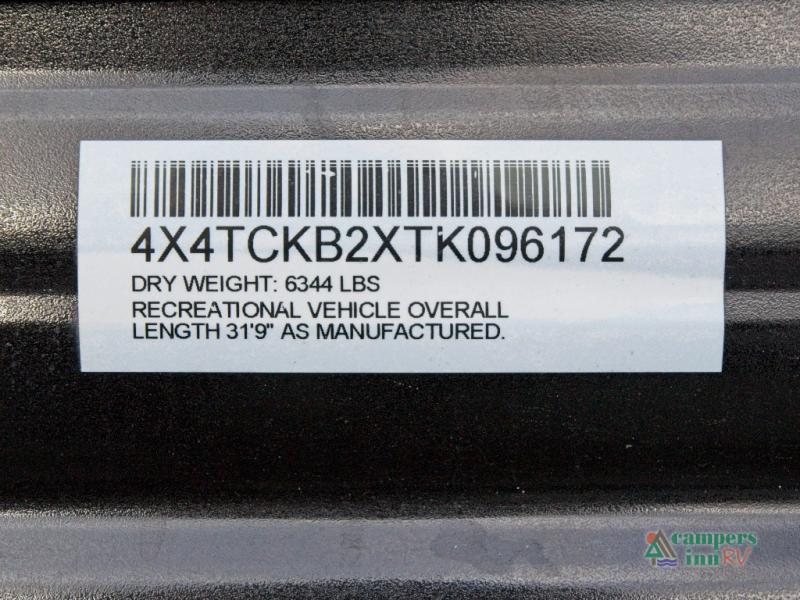 4X4TCKB2XTK096172
DRY WEIGHT: 6344 LBS
RECREATIONAL VEHICLE OVERALL
LENGTH 31'9" AS MANUFACTURED.
campers
inn RV